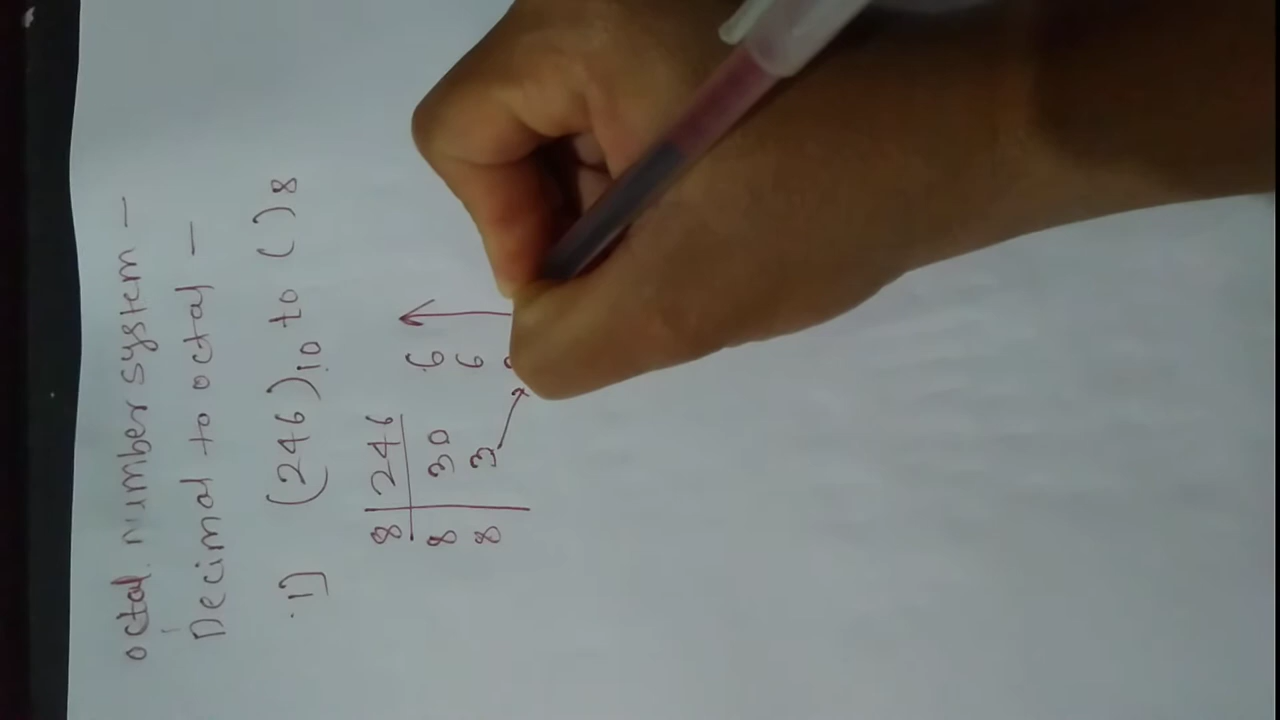 octal number system -
Decimal to octal -
1) (246)10 to ( )8
8 246
8 30 6
8 3 6